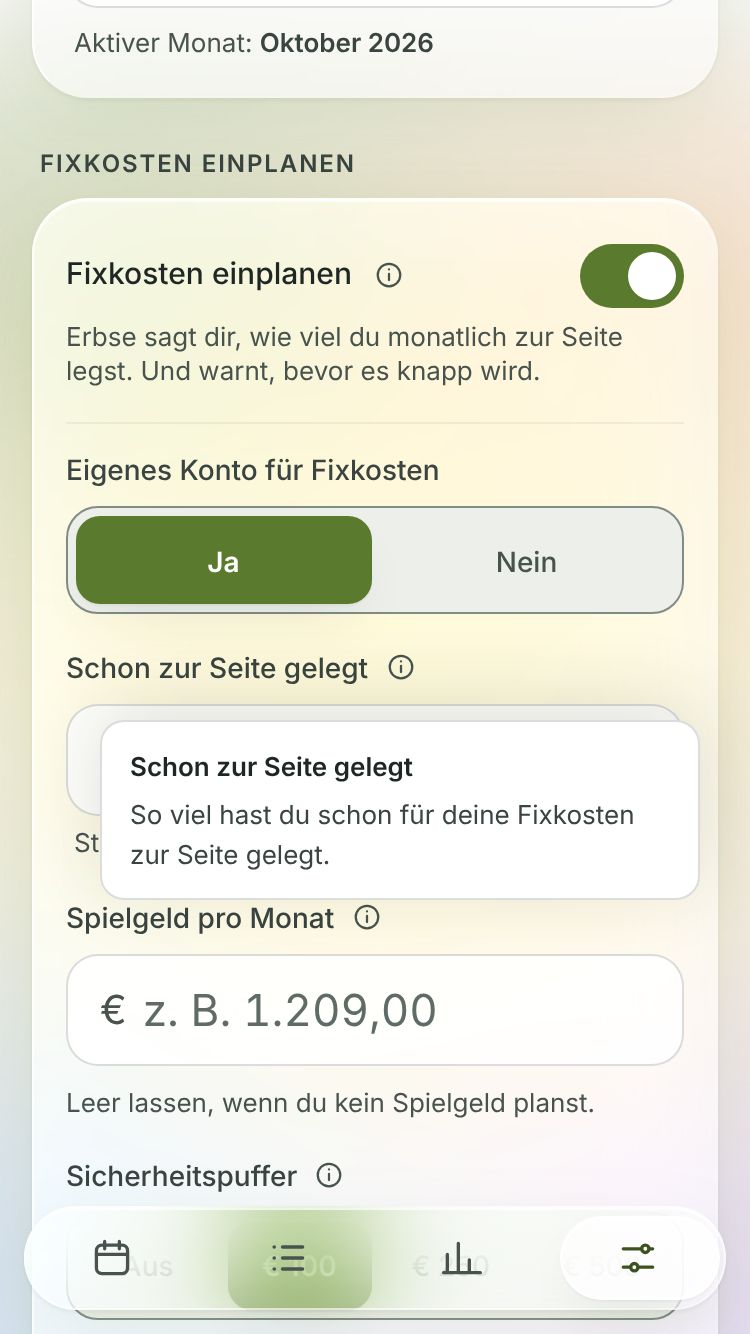 Aktiver Monat: Oktober 2026
FIXKOSTEN EINPLANEN
Fixkosten einplanen
Erbse sagt dir, wie viel du monatlich zur Seite
legst. Und warnt, bevor es knapp wird.
Eigenes Konto für Fixkosten
Ja Nein
Schon zur Seite gelegt
Schon zur Seite gelegt
So viel hast du schon für deine Fixkosten
zur Seite gelegt.
Spielgeld pro Monat
€ z. B. 1.209,00
Leer lassen, wenn du kein Spielgeld planst.
Sicherheitspuffer
Aus